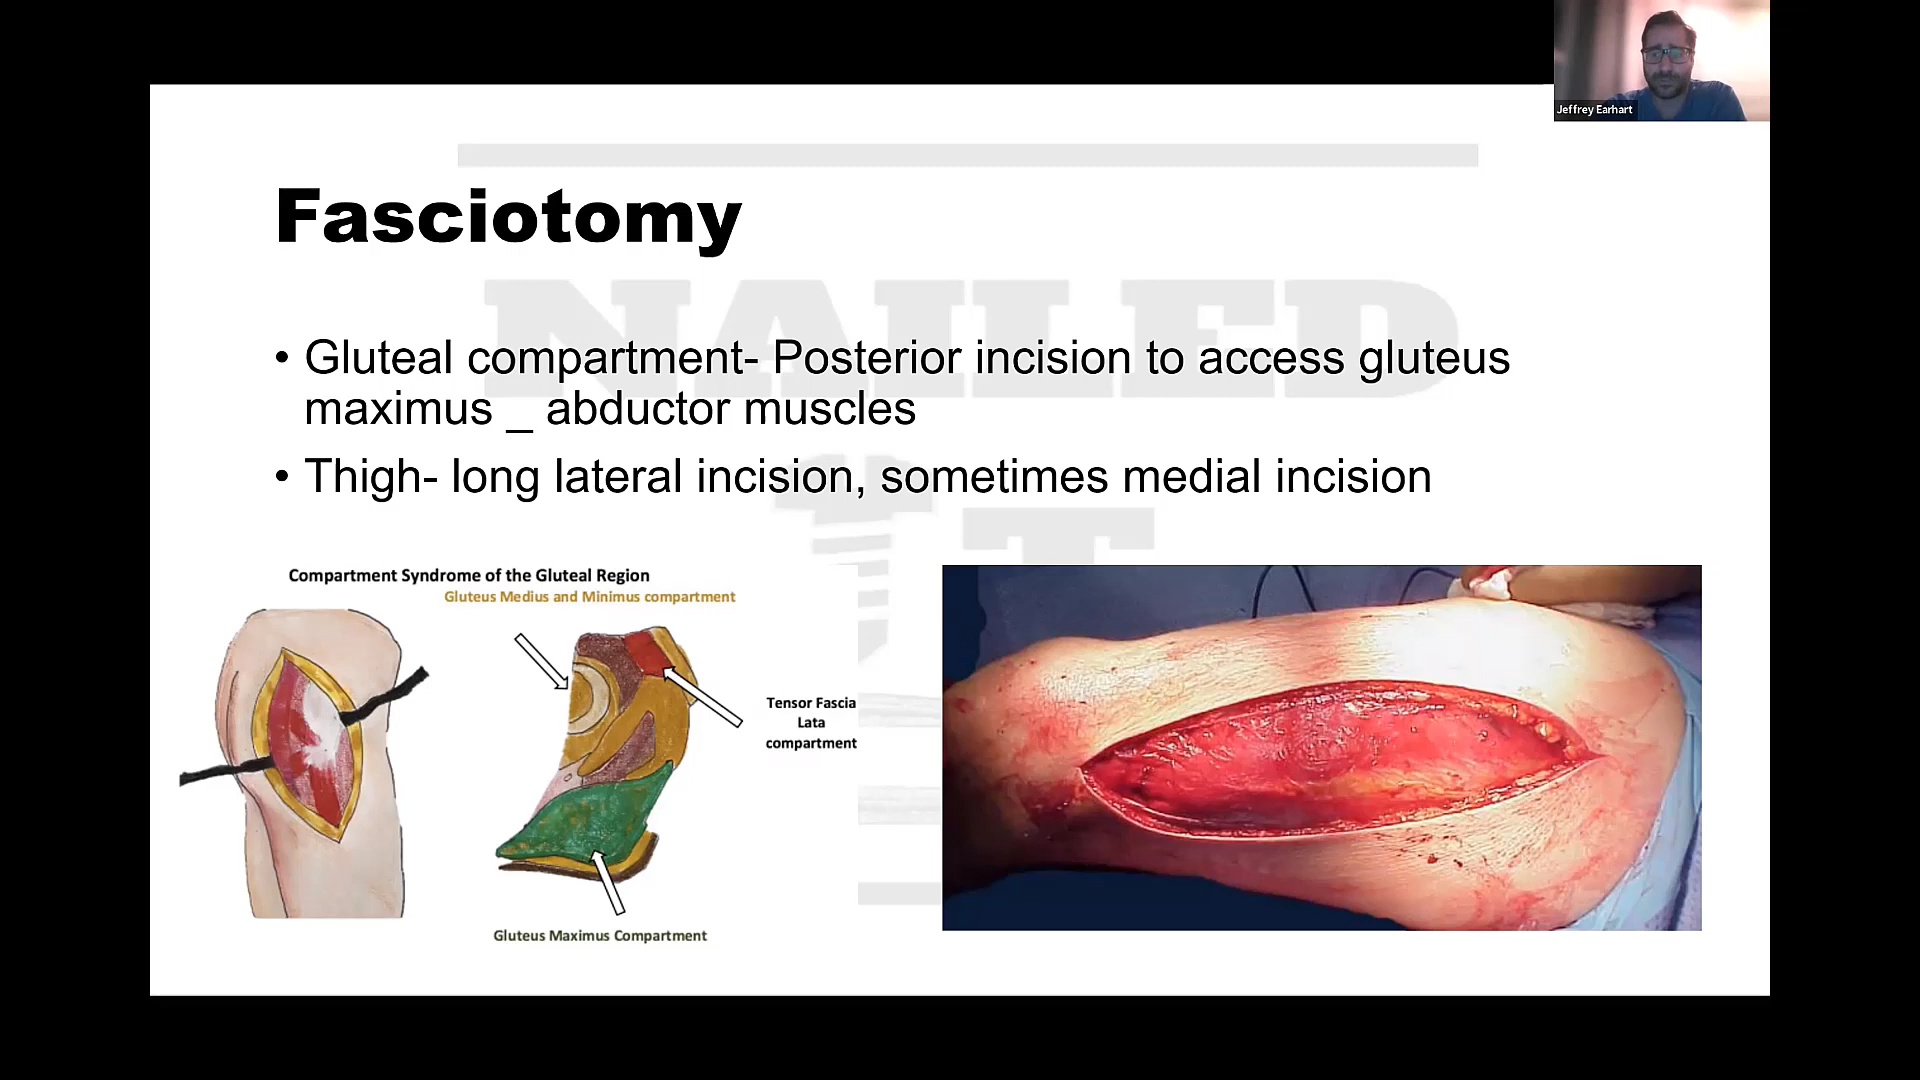 Jeffrey Earhart
Fasciotomy
NAILED
IT
• Gluteal compartment- Posterior incision to access gluteus
maximus _ abductor muscles
• Thigh- long lateral incision, sometimes medial incision
Compartment Syndrome of the Gluteal Region
Gluteus Medius and Minimus compartment
Tensor Fascia
Lata
compartment
Gluteus Maximus Compartment